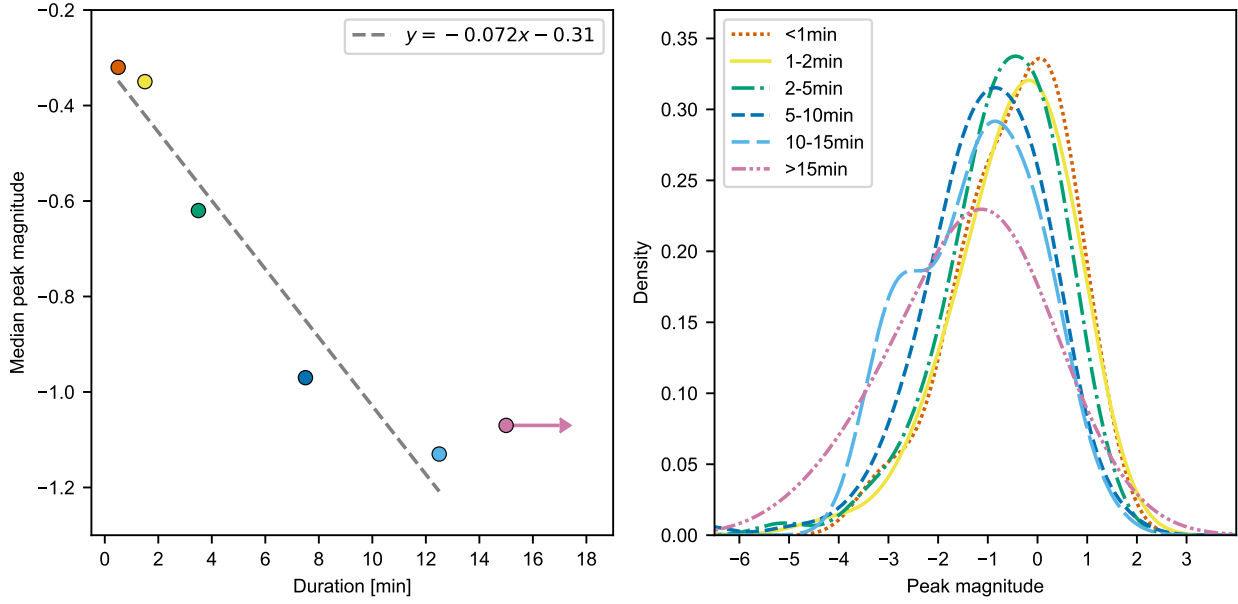 −0.2
−0.4
−0.6
−0.8
−1.0
−1.2
Median peak magnitude
0 2 4 6 8 10 12 14 16 18
Duration [min]
y = −0.072x − 0.31
0.35
0.30
0.25
0.20
0.15
0.10
0.05
0.00
Density
−6 −5 −4 −3 −2 −1 0 1 2 3
Peak magnitude
<1min
1-2min
2-5min
5-10min
10-15min
>15min